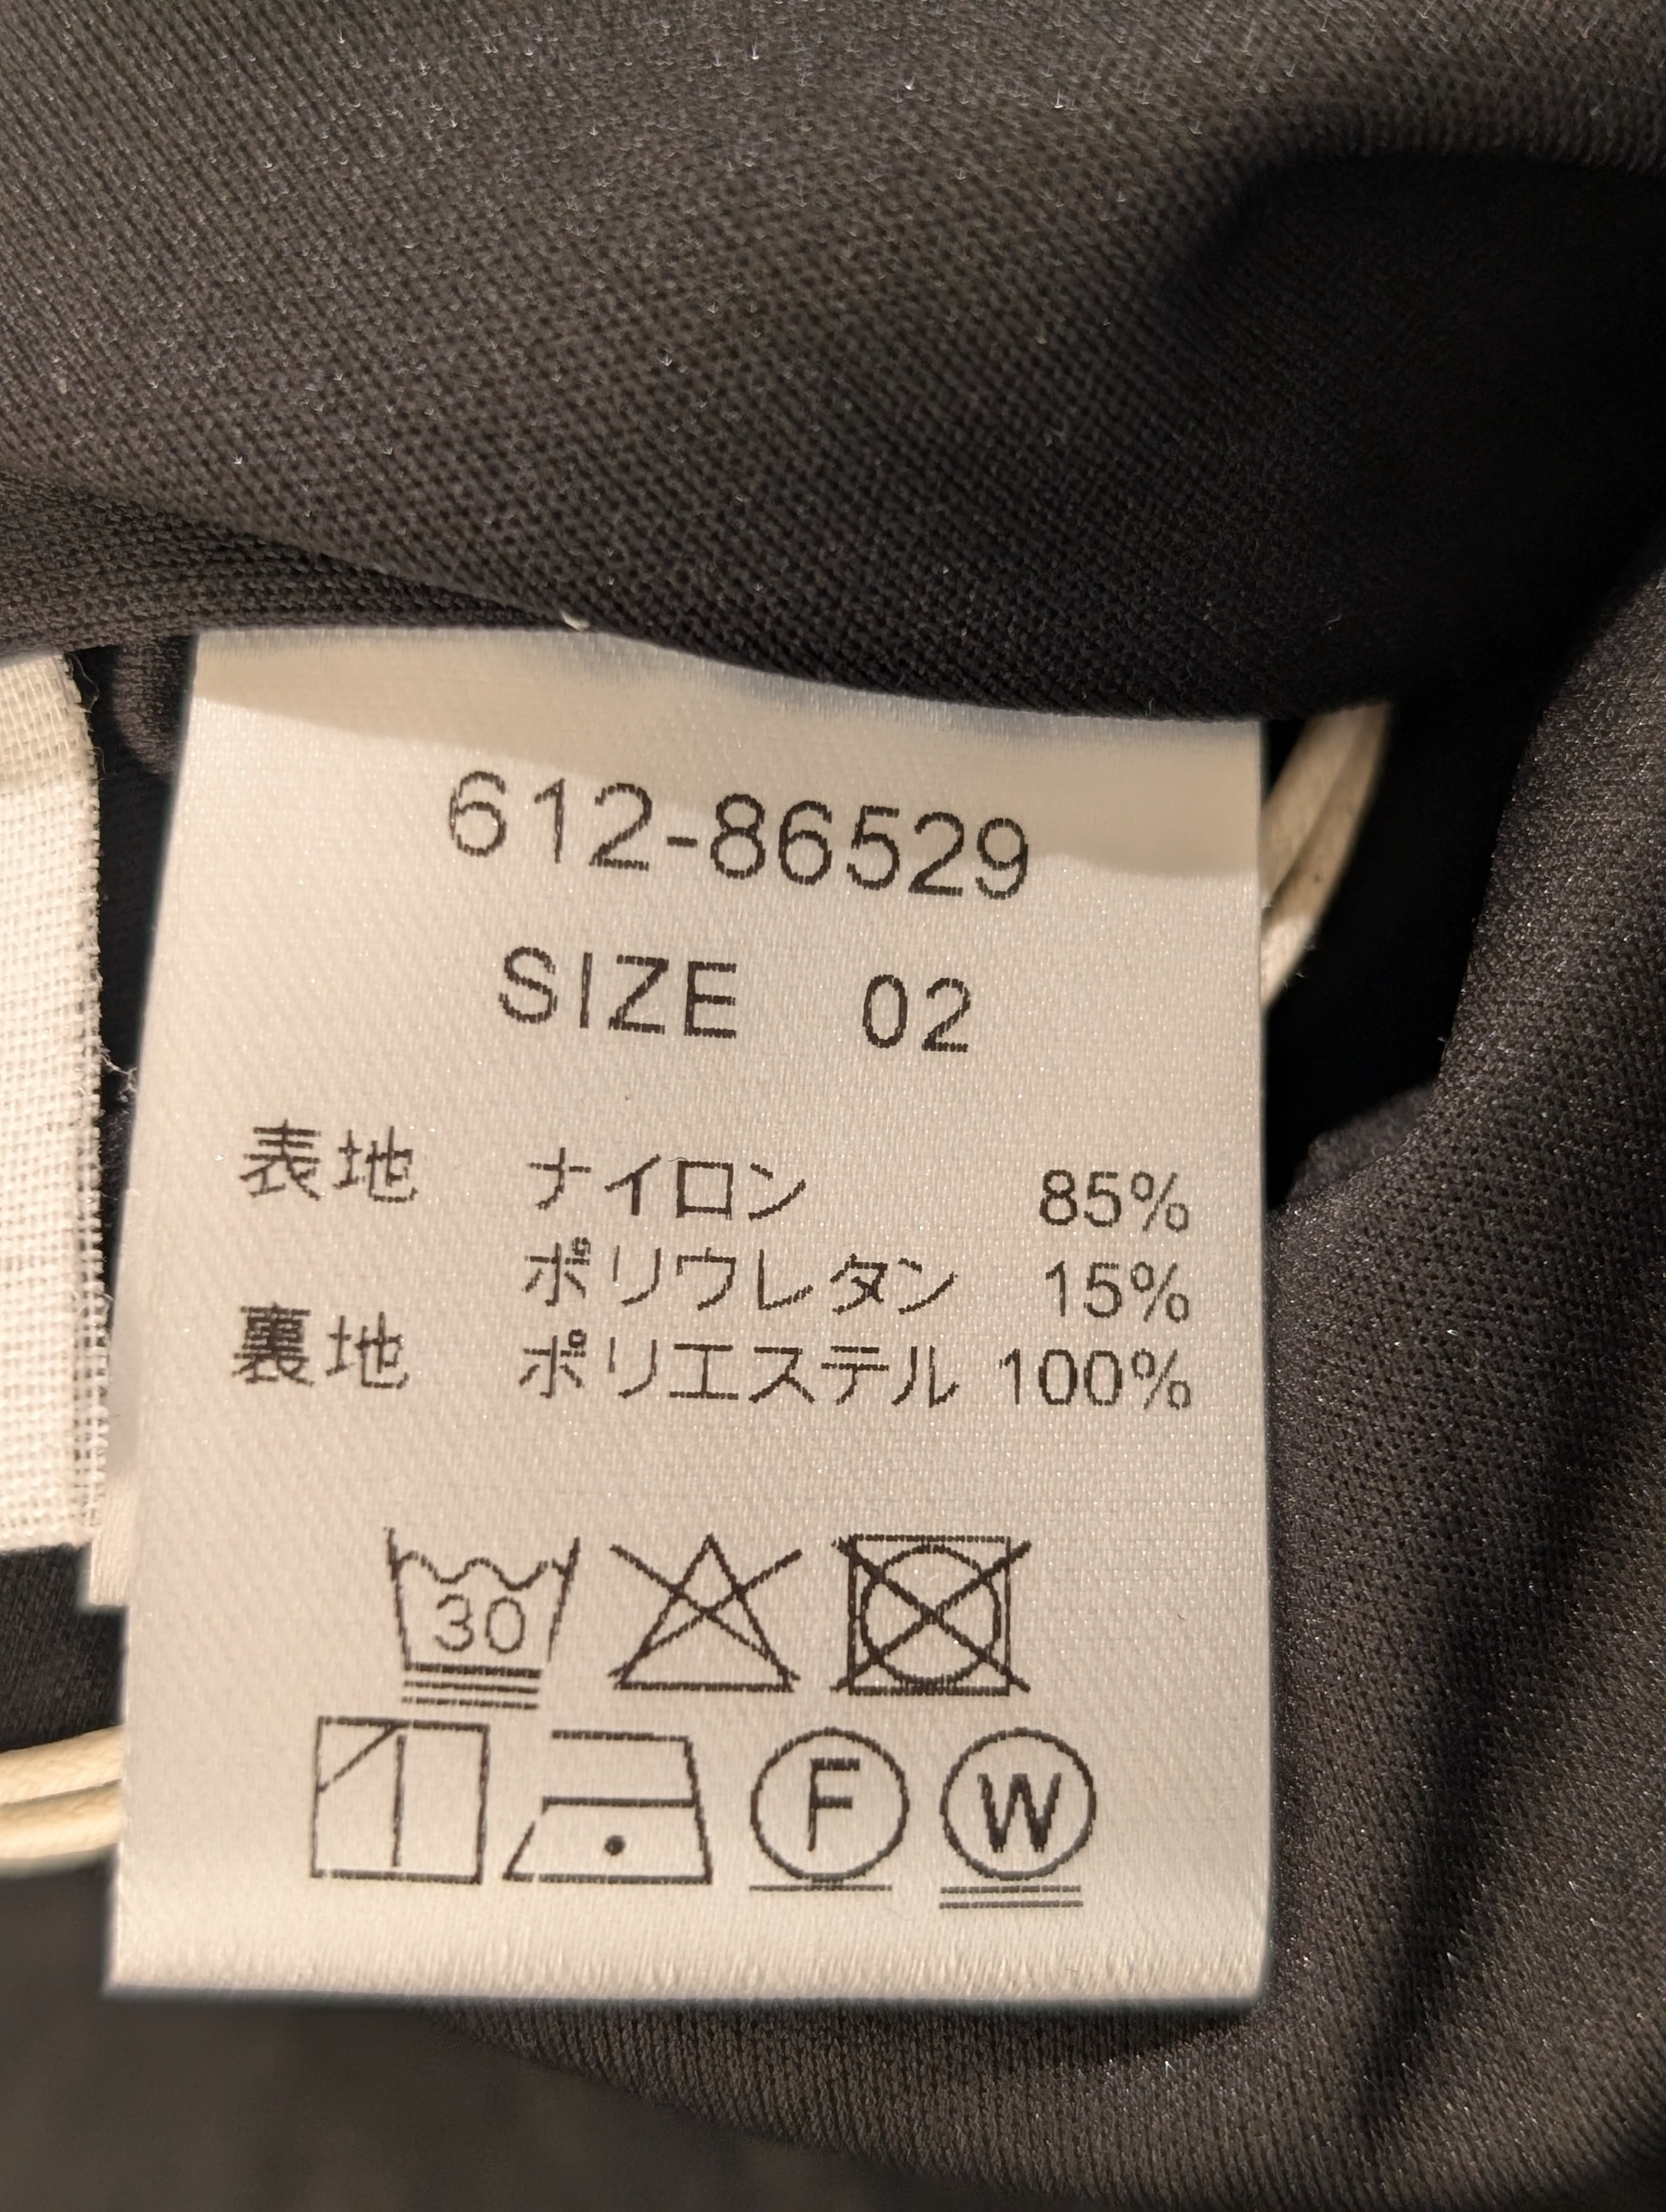 612-86529
SIZE 02
表地 ナイロン 85%
ポリウレタン 15%
裏地 ポリエステル 100%
30
F W